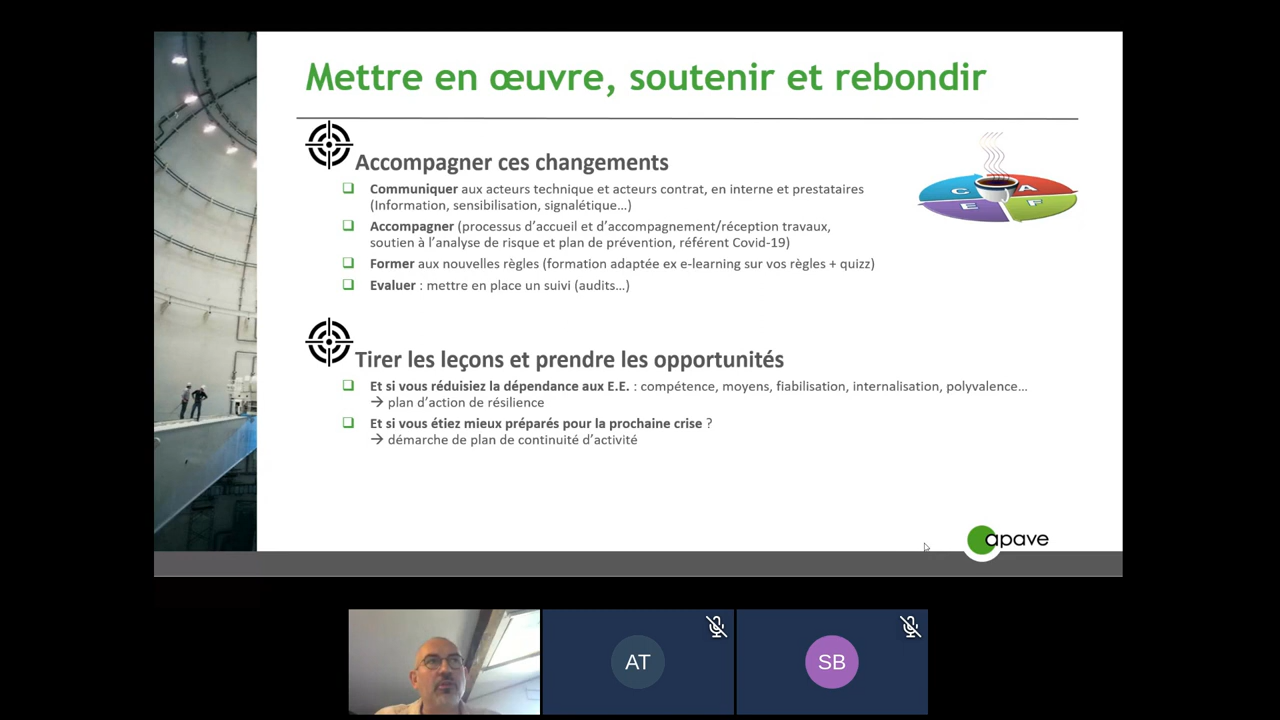 Mettre en œuvre, soutenir et rebondir
Accompagner ces changements
Communiquer aux acteurs technique et acteurs contrat, en interne et prestataires
(Information, sensibilisation, signalétique…)
Accompagner (processus d’accueil et d’accompagnement/réception travaux,
soutien à l’analyse de risque et plan de prévention, référent Covid-19)
Former aux nouvelles règles (formation adaptée ex e-learning sur vos règles + quizz)
Evaluer : mettre en place un suivi (audits…)
C A
E F
Tirer les leçons et prendre les opportunités
Et si vous réduisiez la dépendance aux E.E. : compétence, moyens, fiabilisation, internalisation, polyvalence…
→ plan d’action de résilience
Et si vous étiez mieux préparés pour la prochaine crise ?
→ démarche de plan de continuité d’activité
apave
AT
SB